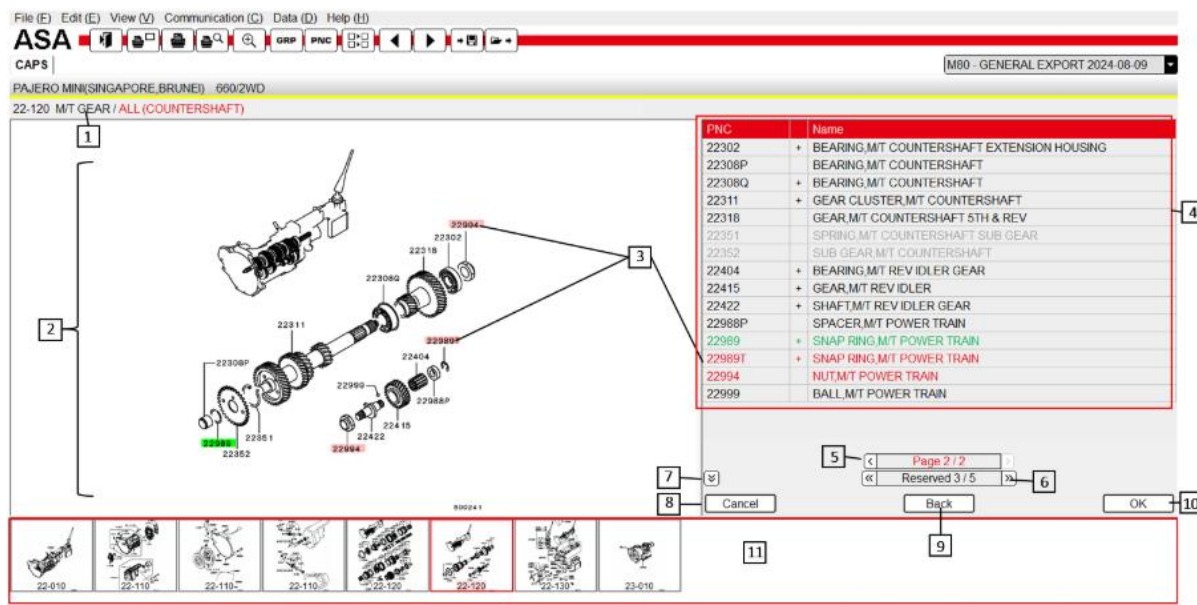 File (F) Edit (E) View (V) Communication (C) Data (D) Help (H)
ASA GRP PNC
CAPS M80 - GENERAL EXPORT 2024-08-09
PAJERO MINI(SINGAPORE,BRUNEI) 660/2WD
22-120 M/T GEAR / ALL (COUNTERSHAFT)
1
2
3
22994
22302
22318
22308Q
22311
22989T
22404
22308P
22999
22988P
22351
22415
22422
22989
22994
22352
800241
PNC Name
22302 + BEARING,M/T COUNTERSHAFT EXTENSION HOUSING
22308P BEARING,M/T COUNTERSHAFT
22308Q + BEARING,M/T COUNTERSHAFT
22311 + GEAR CLUSTER,M/T COUNTERSHAFT
22318 GEAR,M/T COUNTERSHAFT 5TH & REV
22351 SPRING,M/T COUNTERSHAFT SUB GEAR
22352 SUB GEAR,M/T COUNTERSHAFT
22404 + BEARING,M/T REV IDLER GEAR
22415 + GEAR,M/T REV IDLER
22422 + SHAFT,M/T REV IDLER GEAR
22988P SPACER,M/T POWER TRAIN
22989 + SNAP RING,M/T POWER TRAIN
22989T + SNAP RING,M/T POWER TRAIN
22994 NUT,M/T POWER TRAIN
22999 BALL,M/T POWER TRAIN
4
5 < Page 2 / 2 >
7 « Reserved 3 / 5 » 6
8 Cancel Back OK 10
9
11
22-010 22-110 22-110- 22-110 22-120 22-120 22-130 23-010